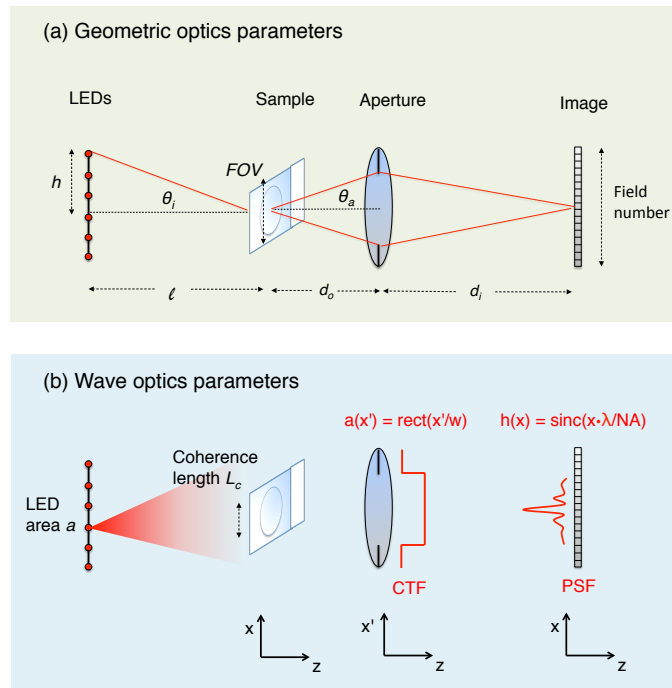 (a) Geometric optics parameters
LEDs
Sample
Aperture
Image
h
θi
FOV
θa
Field
number
ℓ
do
di
(b) Wave optics parameters
a(x') = rect(x'/w)
h(x) = sinc(x•λ/NA)
Coherence
length Lc
LED
area a
CTF
PSF
x
z
x'
z
x
z